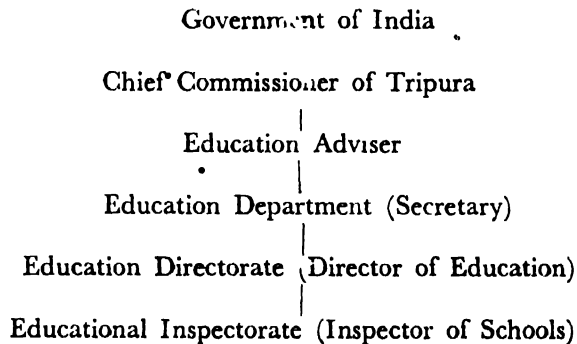 Government of India
Chief Commissioner of Tripura
Education Adviser
Education Department (Secretary)
Education Directorate (Director of Education)
Educational Inspectorate (Inspector of Schools)